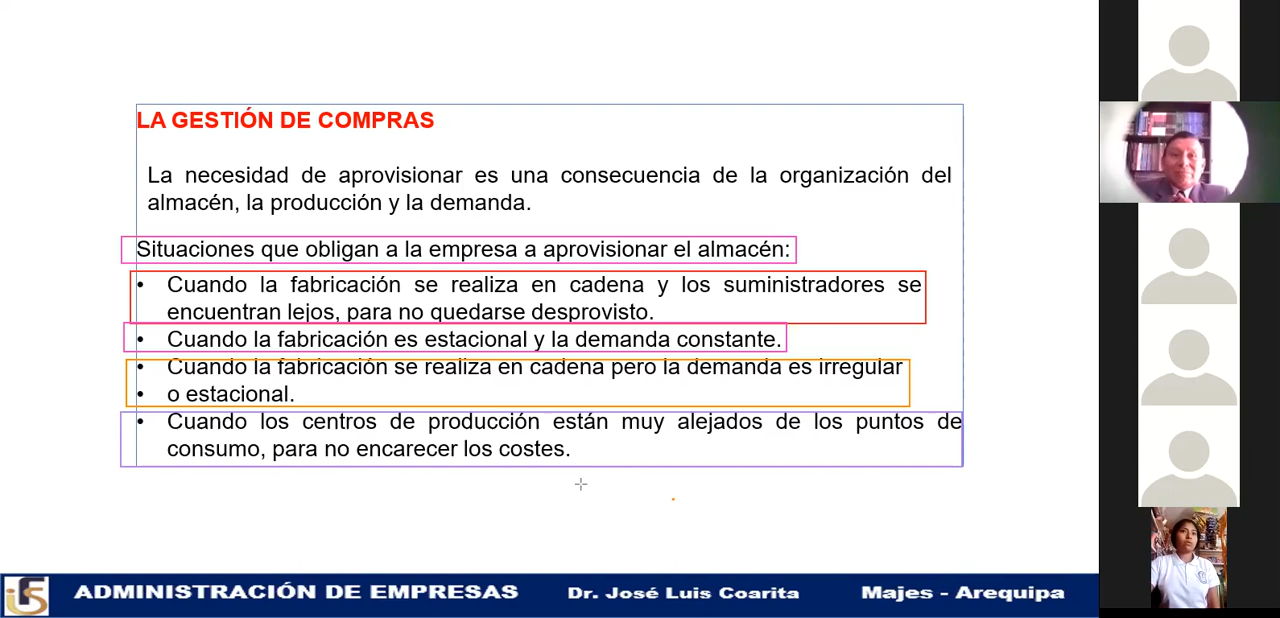 LA GESTIÓN DE COMPRAS
La necesidad de aprovisionar es una consecuencia de la organización del
almacén, la producción y la demanda.
Situaciones que obligan a la empresa a aprovisionar el almacén:
• Cuando la fabricación se realiza en cadena y los suministradores se
encuentran lejos, para no quedarse desprovisto.
• Cuando la fabricación es estacional y la demanda constante.
• Cuando la fabricación se realiza en cadena pero la demanda es irregular
• o estacional.
• Cuando los centros de producción están muy alejados de los puntos de
consumo, para no encarecer los costes.
ADMINISTRACIÓN DE EMPRESAS Dr. José Luis Coarita Majes - Arequipa